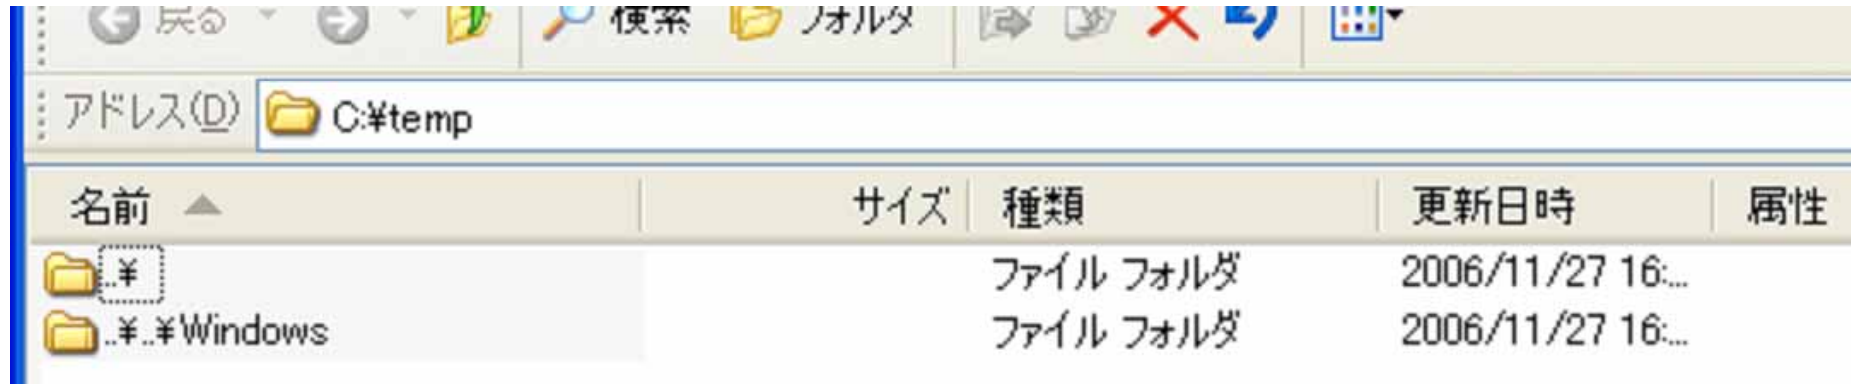 戻る 検索 フォルダ
アドレス(D) C:¥temp
名前 サイズ 種類 更新日時 属性
..¥ ファイル フォルダ 2006/11/27 16:...
..¥..¥Windows ファイル フォルダ 2006/11/27 16:...